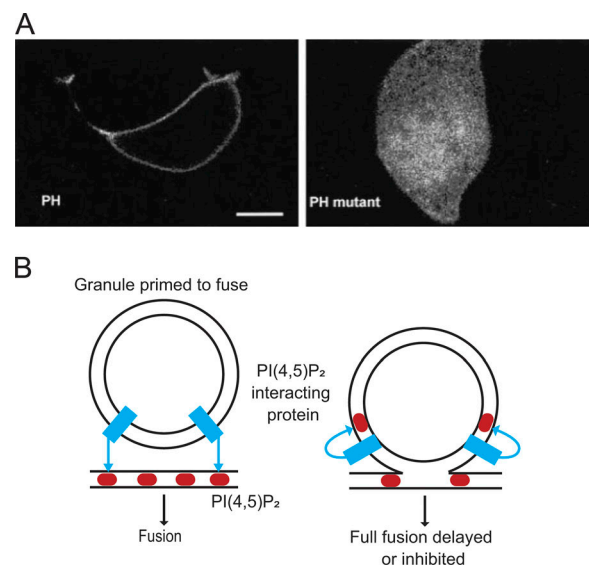 A
PH
PH mutant
B
Granule primed to fuse
PI(4,5)P₂
interacting
protein
PI(4,5)P₂
Fusion
Full fusion delayed
or inhibited